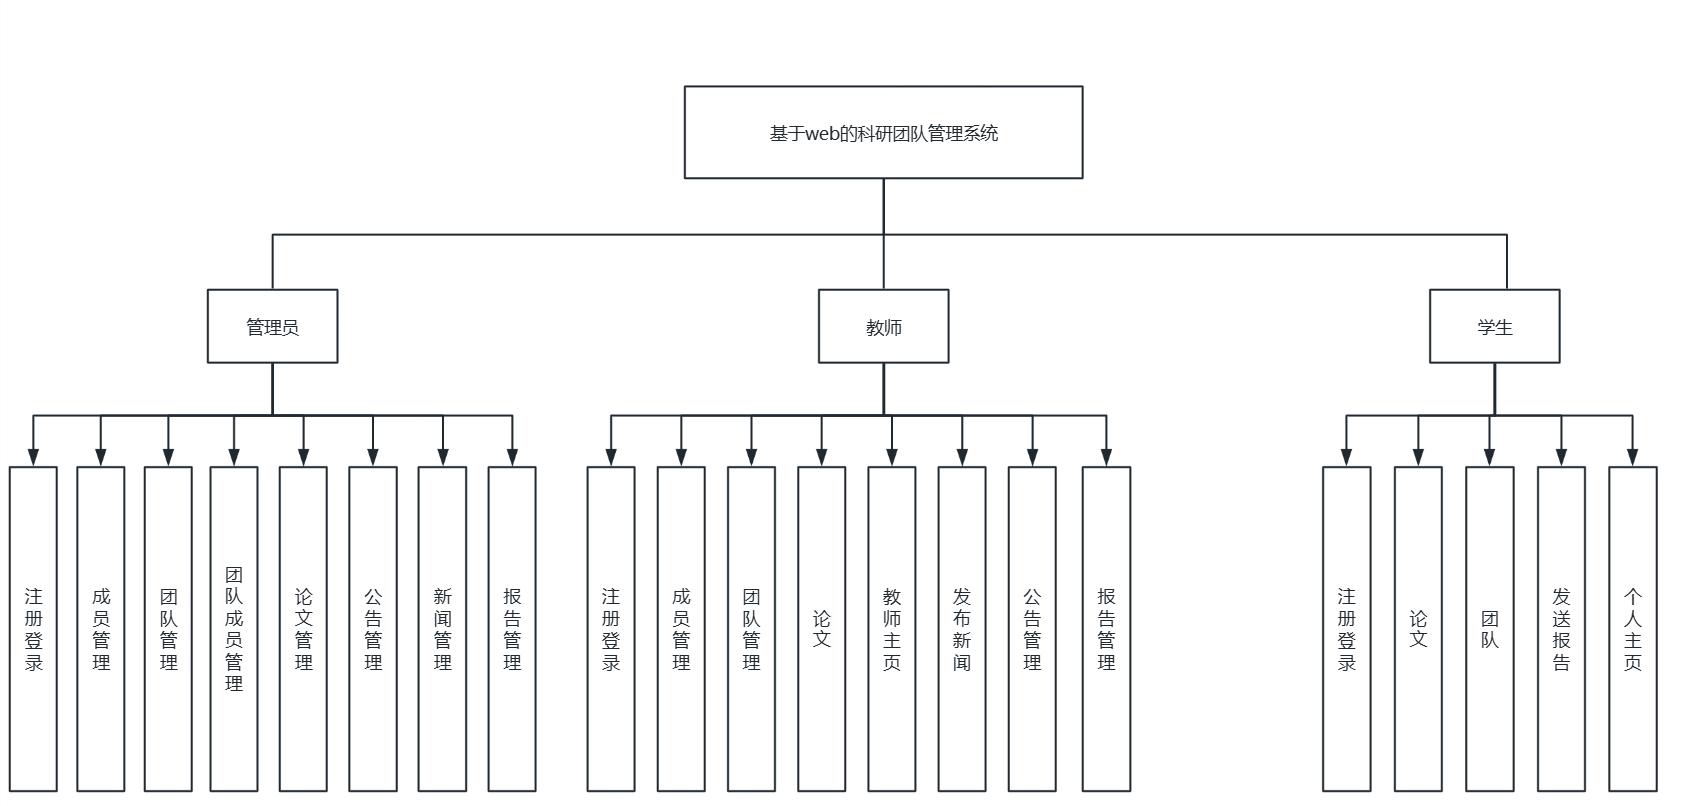 基于web的科研团队管理系统
管理员
教师
学生
注册登录
成员管理
团队管理
团队成员管理
论文管理
公告管理
新闻管理
报告管理
注册登录
成员管理
团队管理
论文
教师主页
发布新闻
公告管理
报告管理
注册登录
论文
团队
发送报告
个人主页